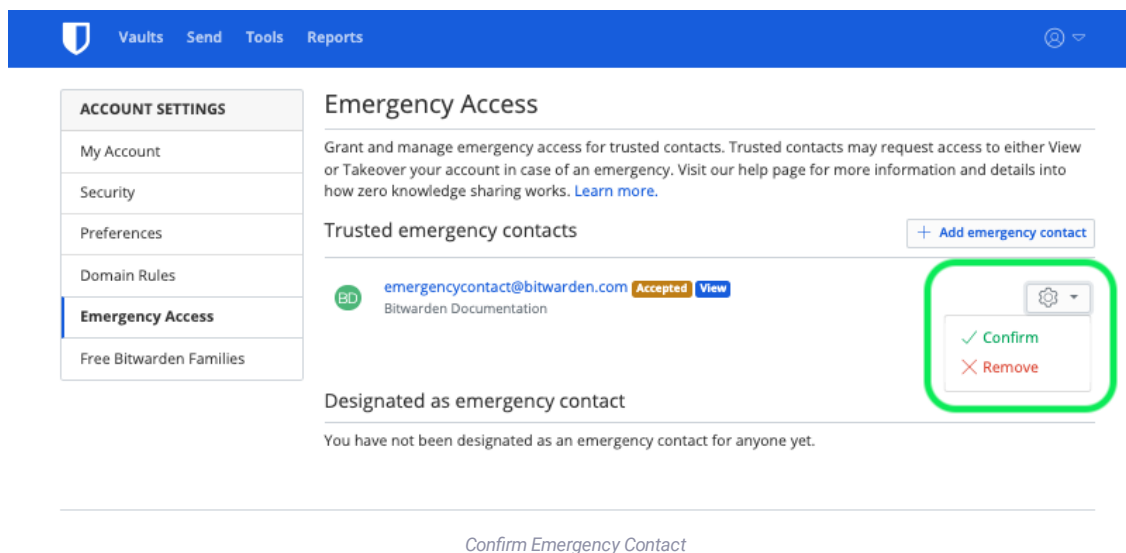 Vaults Send Tools Reports
ACCOUNT SETTINGS
My Account
Security
Preferences
Domain Rules
Emergency Access
Free Bitwarden Families
Emergency Access
Grant and manage emergency access for trusted contacts. Trusted contacts may request access to either View
or Takeover your account in case of an emergency. Visit our help page for more information and details into
how zero knowledge sharing works. Learn more.
Trusted emergency contacts
+ Add emergency contact
BD
emergencycontact@bitwarden.com Accepted View
Bitwarden Documentation
Confirm
Remove
Designated as emergency contact
You have not been designated as an emergency contact for anyone yet.
Confirm Emergency Contact